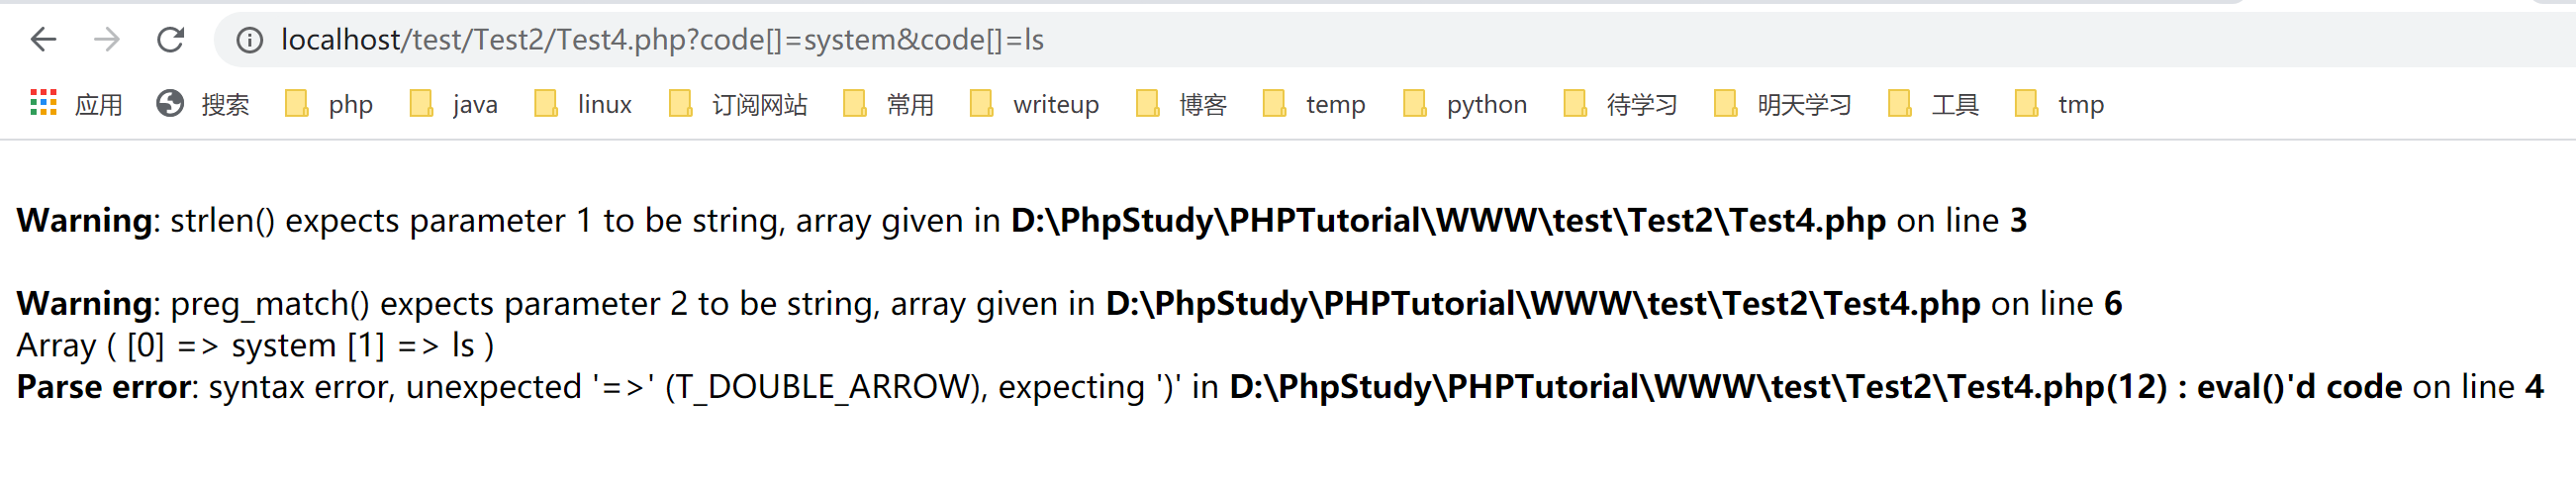 localhost/test/Test2/Test4.php?code[]=system&code[]=ls
应用 搜索 php java linux 订阅网站 常用 writeup 博客 temp python 待学习 明天学习 工具 tmp
Warning: strlen() expects parameter 1 to be string, array given in D:\PhpStudy\PHPTutorial\WWW\test\Test2\Test4.php on line 3
Warning: preg_match() expects parameter 2 to be string, array given in D:\PhpStudy\PHPTutorial\WWW\test\Test2\Test4.php on line 6
Array ( [0] => system [1] => ls )
Parse error: syntax error, unexpected '=>' (T_DOUBLE_ARROW), expecting ')' in D:\PhpStudy\PHPTutorial\WWW\test\Test2\Test4.php(12) : eval()'d code on line 4